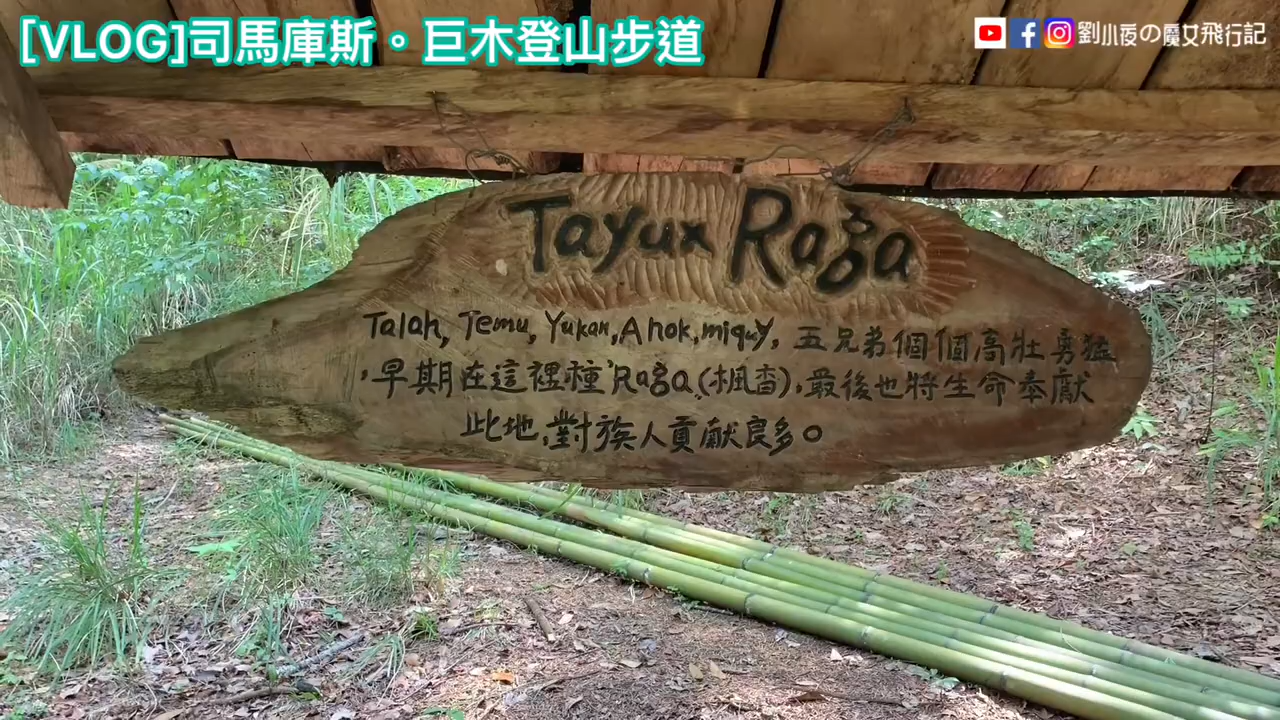 [VLOG]司馬庫斯。巨木登山步道
劉小夜の魔女飛行記
Tayux Raga
Talah, Temu, Yukan, Ahok, miquy, 五兄弟個個高壯勇猛
,早期在這裡種"Raga(楓香),最後也將生命奉獻
此地,對族人貢献良多。